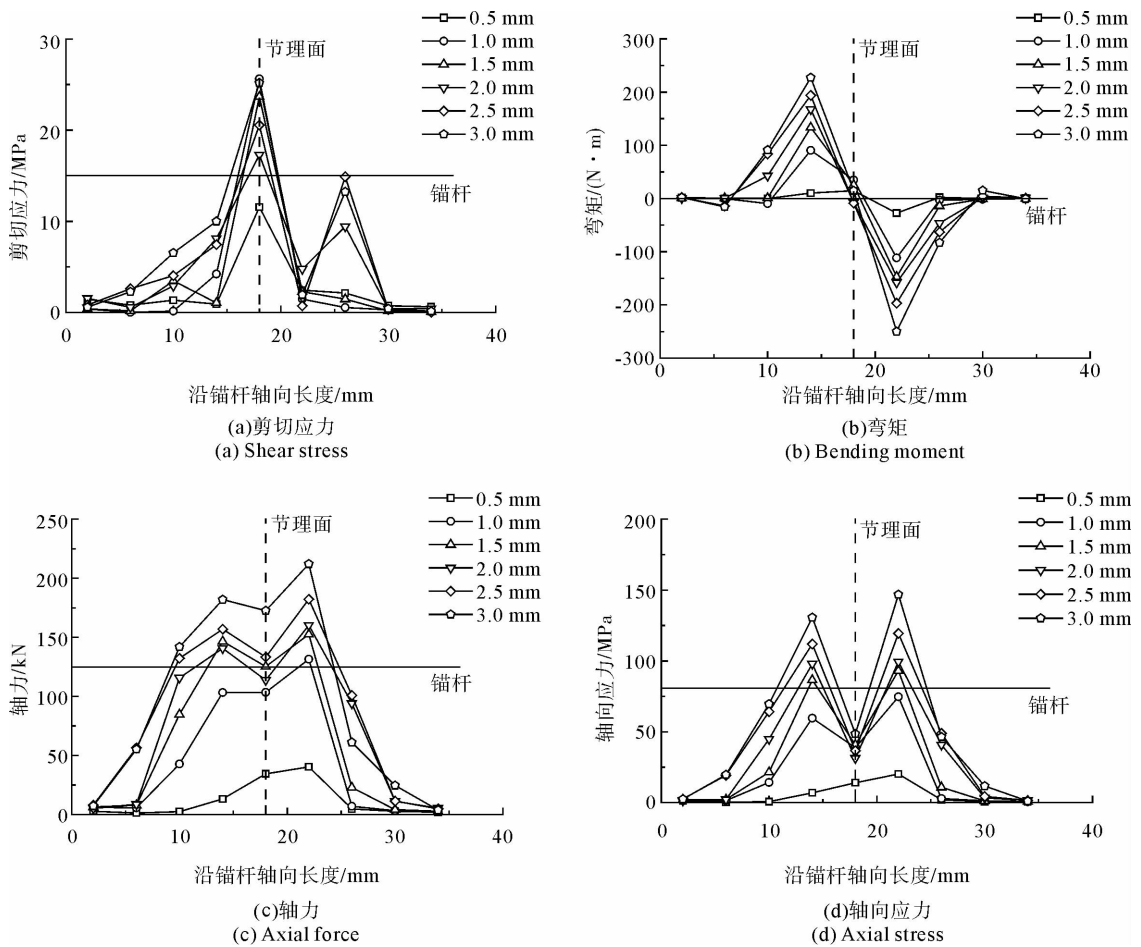 节理面
0.5 mm
1.0 mm
1.5 mm
2.0 mm
2.5 mm
3.0 mm
30
20
10
0
剪切应力/MPa
锚杆
0
10
20
30
40
沿锚杆轴向长度/mm
(a)剪切应力
(a) Shear stress
节理面
0.5 mm
1.0 mm
1.5 mm
2.0 mm
2.5 mm
3.0 mm
300
200
100
0
-100
-200
-300
弯矩/(N·m)
锚杆
0
10
20
30
40
沿锚杆轴向长度/mm
(b)弯矩
(b) Bending moment
节理面
0.5 mm
1.0 mm
1.5 mm
2.0 mm
2.5 mm
3.0 mm
250
200
150
100
50
0
轴力/kN
锚杆
0
10
20
30
40
沿锚杆轴向长度/mm
(c)轴力
(c) Axial force
节理面
0.5 mm
1.0 mm
1.5 mm
2.0 mm
2.5 mm
3.0 mm
200
150
100
50
0
轴向应力/MPa
锚杆
0
10
20
30
40
沿锚杆轴向长度/mm
(d)轴向应力
(d) Axial stress